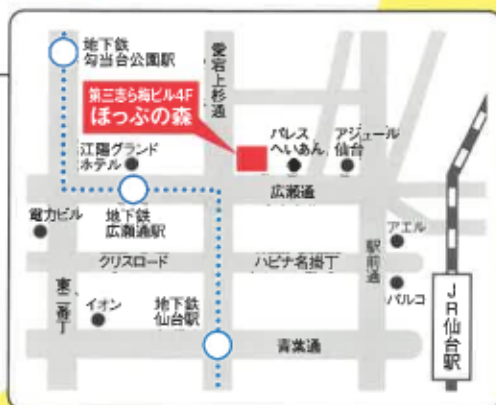 地下鉄
勾当台公園駅
愛宕上杉通
第三志ら梅ビル4F
ほっぷの森
江陽グランド
ホテル
パレス
へいあん
アジュール
仙台
広瀬通
電力ビル
地下鉄
広瀬通駅
クリスロード
ハピナ名掛丁
駅前通
アエル
東二番丁
イオン
地下鉄
仙台駅
パルコ
JR仙台駅
青葉通